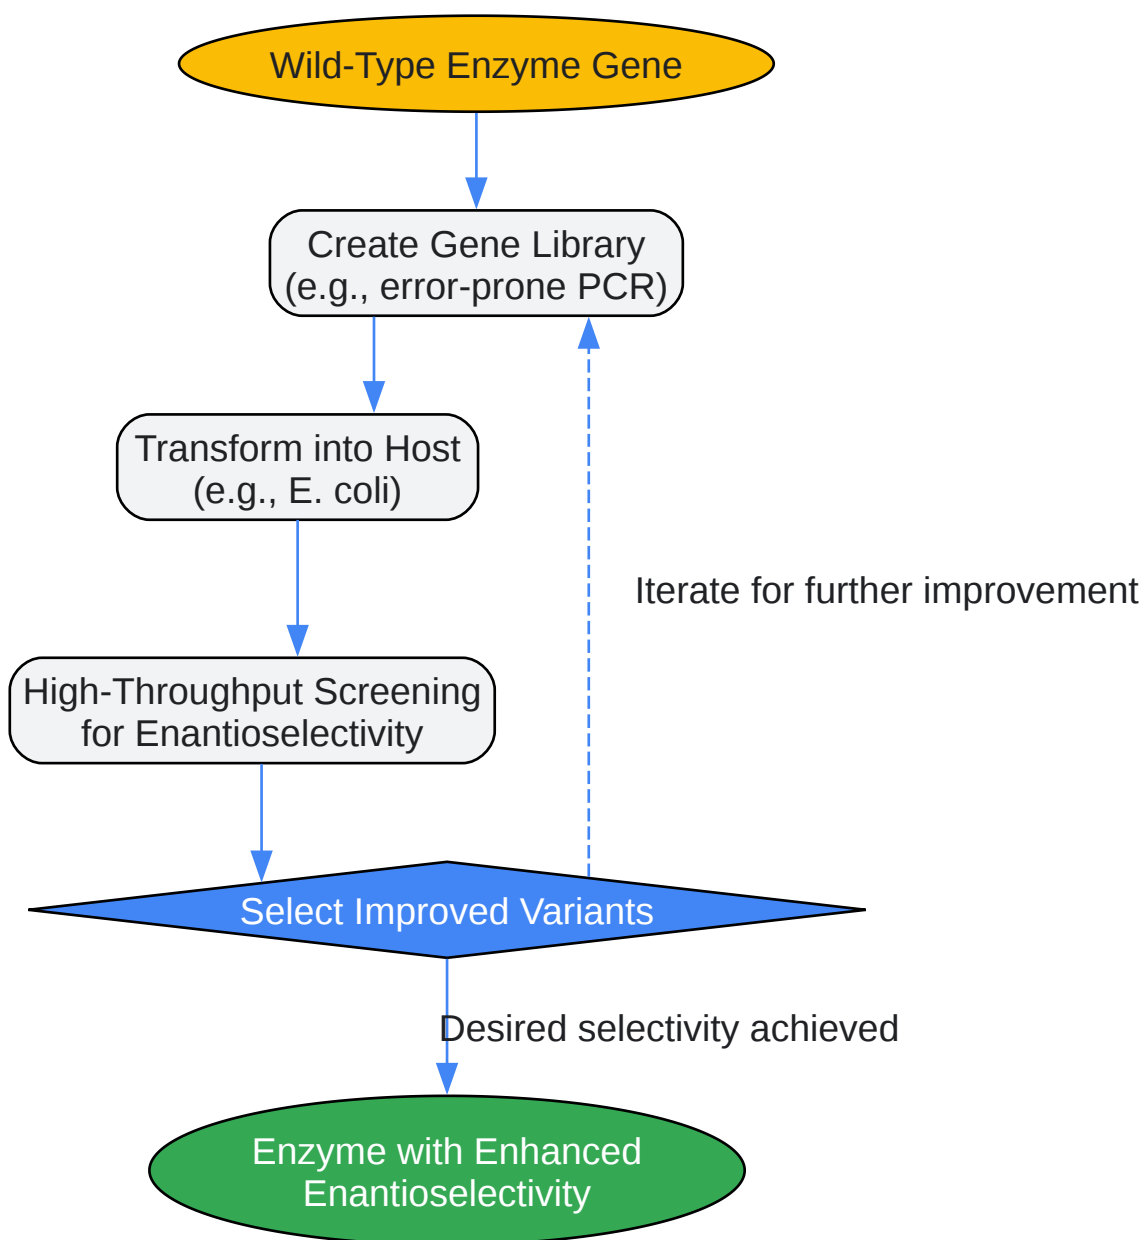 Wild-Type Enzyme Gene
Create Gene Library
(e.g., error-prone PCR)
Transform into Host
(e.g., E. coli)
Iterate for further improvement
High-Throughput Screening
for Enantioselectivity
Select Improved Variants
Desired selectivity achieved
Enzyme with Enhanced
Enantioselectivity